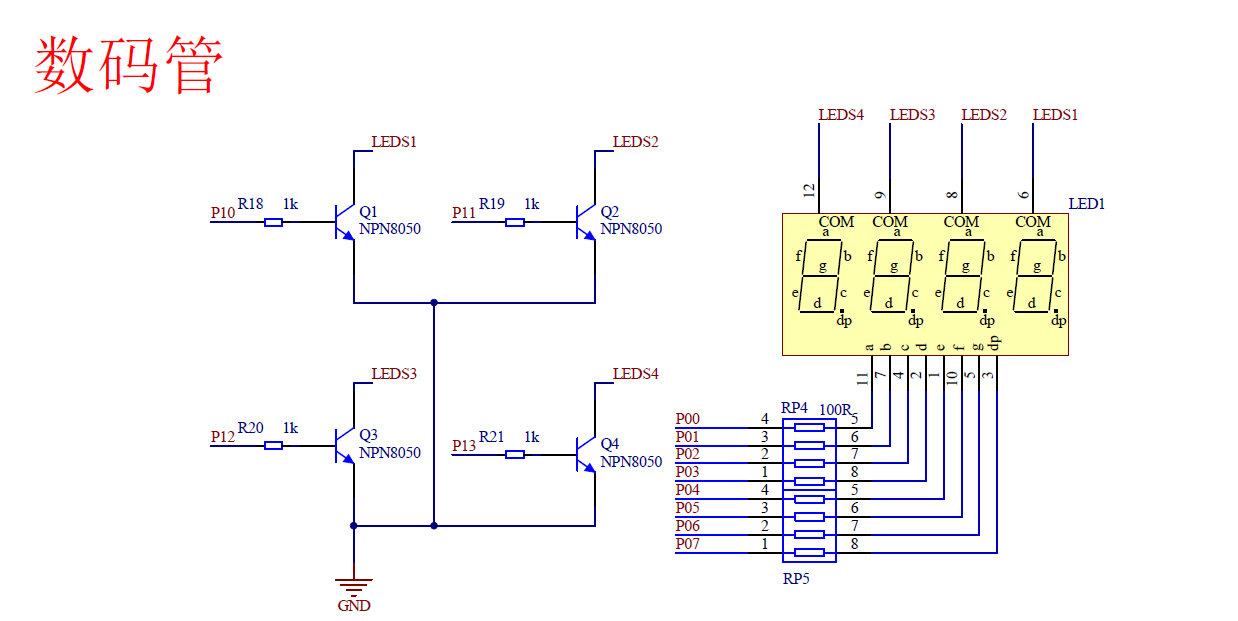 数码管
LEDS4 LEDS3 LEDS2 LEDS1
LEDS1 LEDS2
12 9 8 6
R18 1k R19 1k LED1
P10 Q1 P11 Q2
NPN8050 NPN8050
COM COM COM COM
a a a a
f b f b f b f b
g g g g
e c e c e c e c
d d d d
dp dp dp dp
a b c d e f g dp
11 7 4 2 1 10 5 3
LEDS3 LEDS4
R20 1k R21 1k
P12 Q3 P13 Q4
NPN8050 NPN8050
RP4 100R
P00 4 5
P01 3 6
P02 2 7
P03 1 8
P04 4 5
P05 3 6
P06 2 7
P07 1 8
RP5
GND